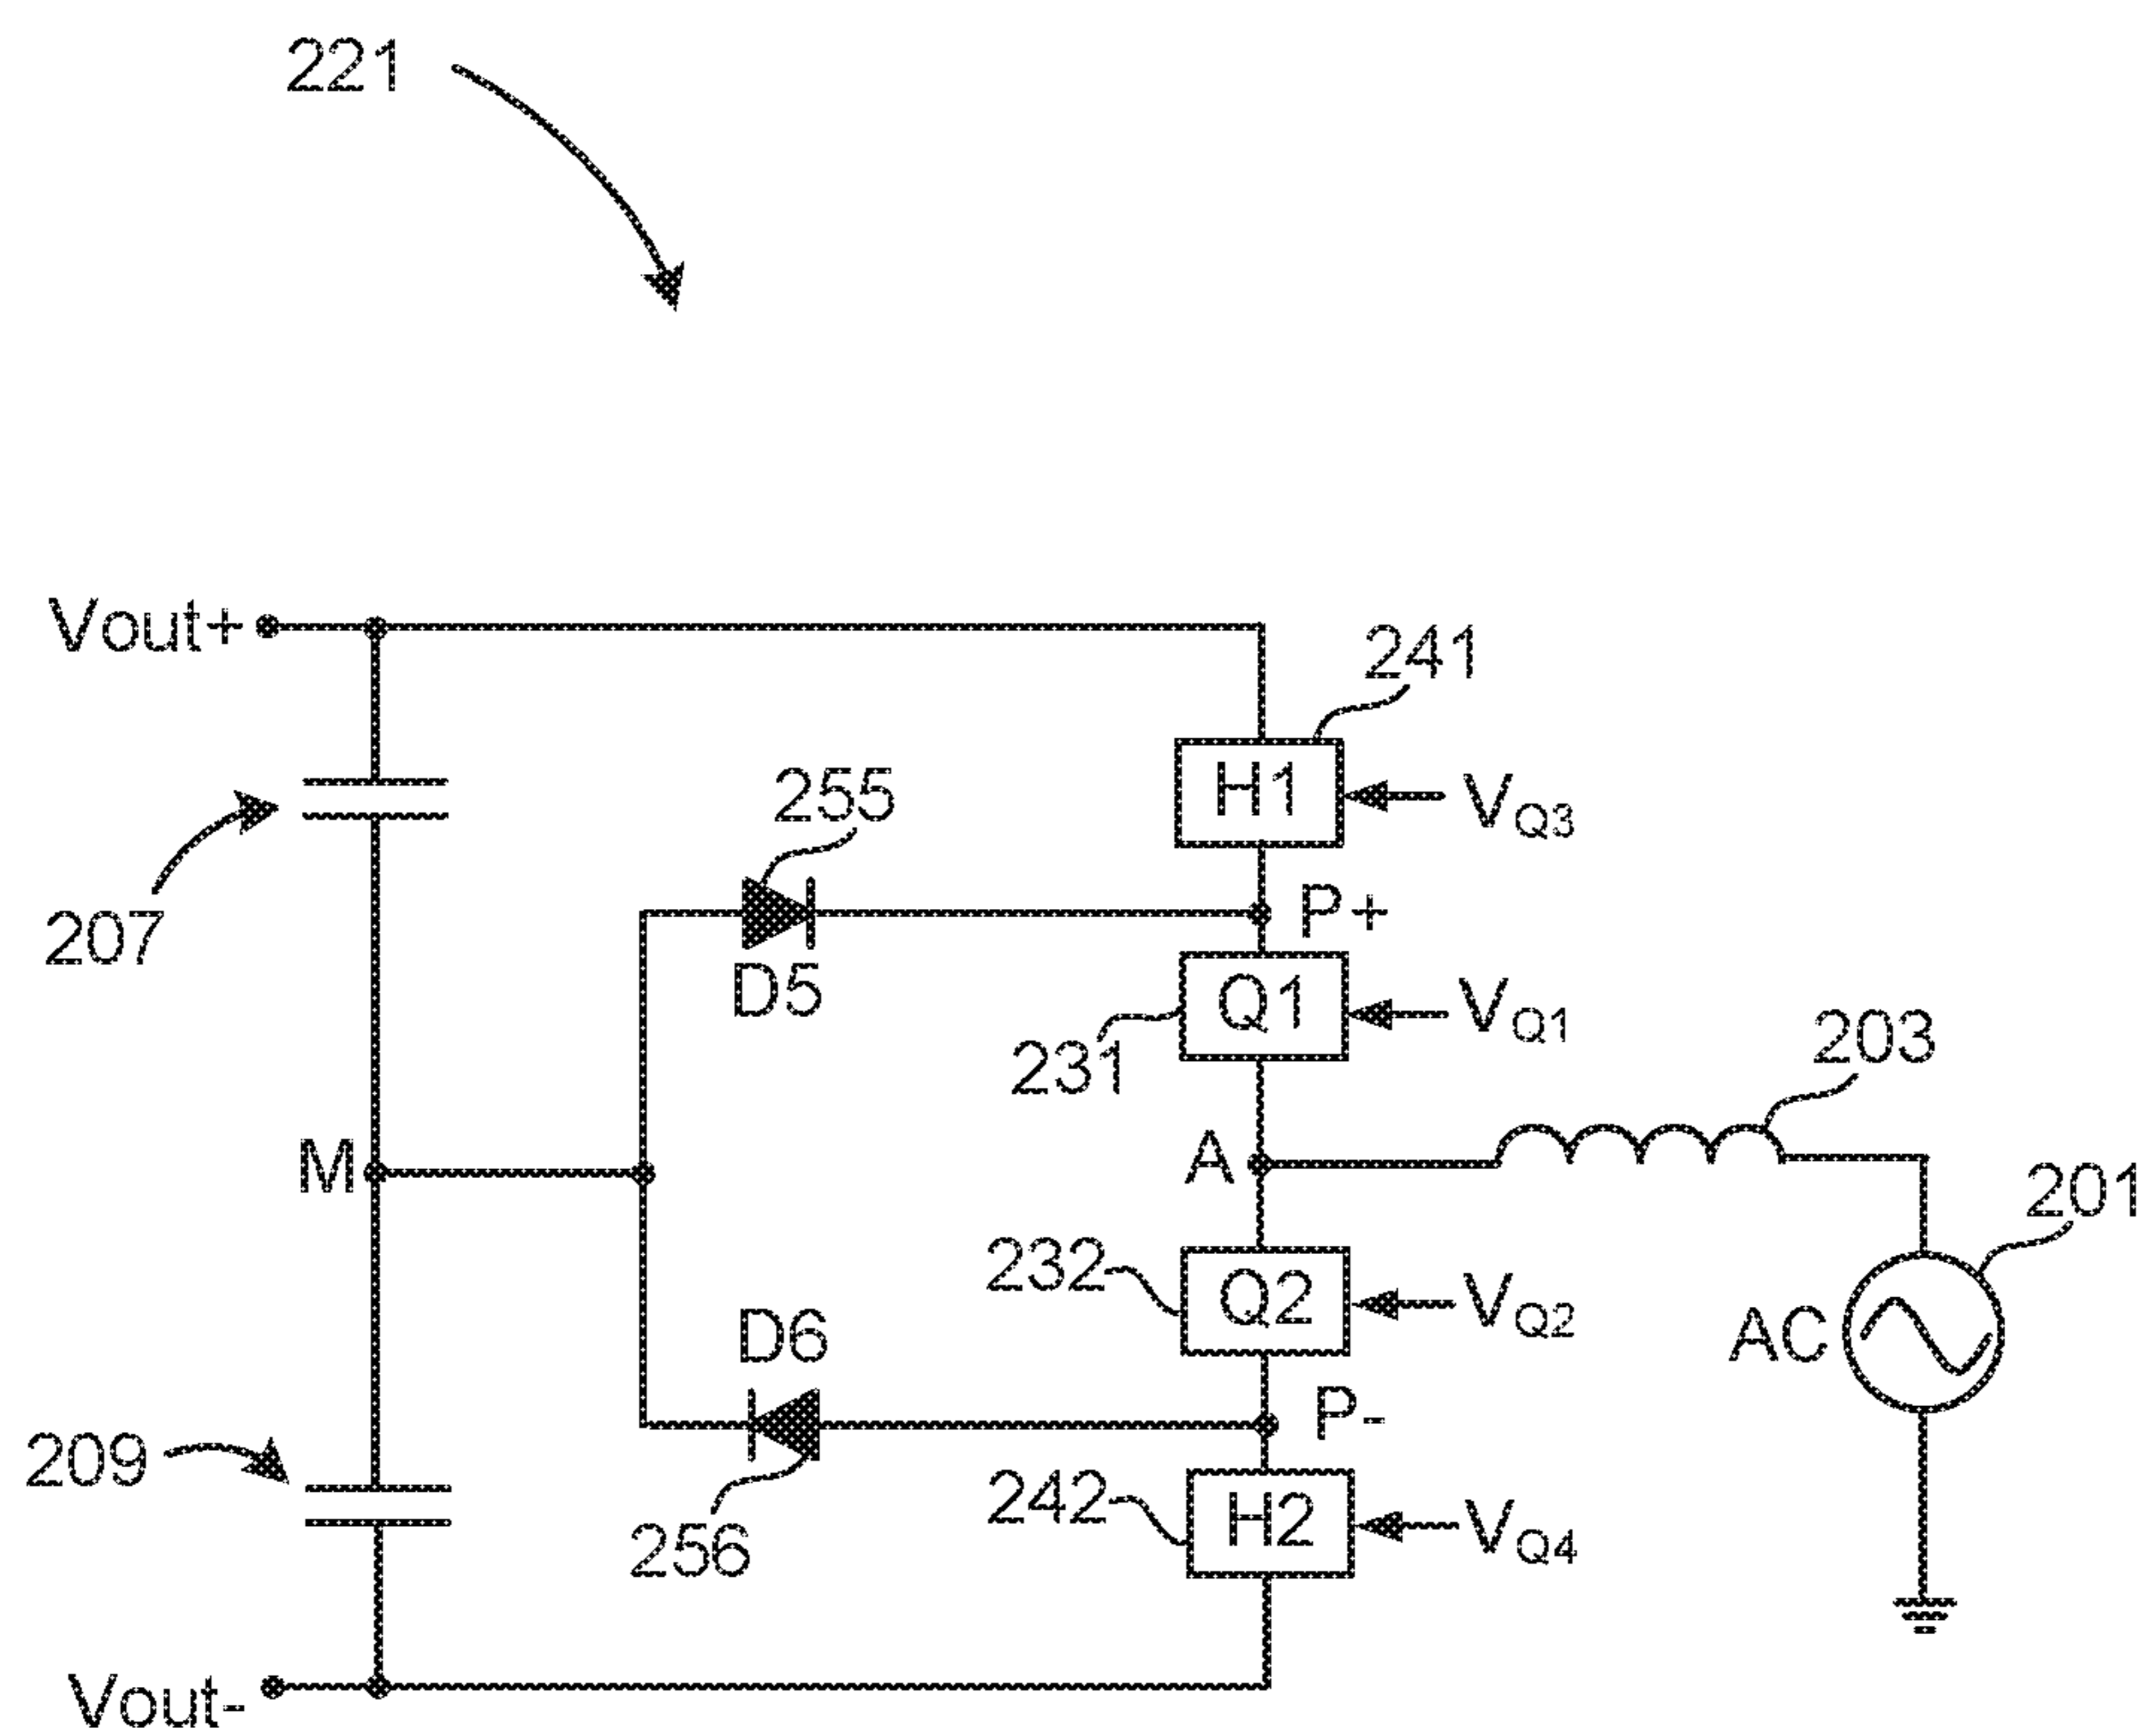 221
Vout+
241
H1
VQ3
255
207
P+
D5
Q1
VQ1
231
203
M
A
201
232
Q2
VQ2
D6
AC
P-
209
242
H2
VQ4
256
Vout-